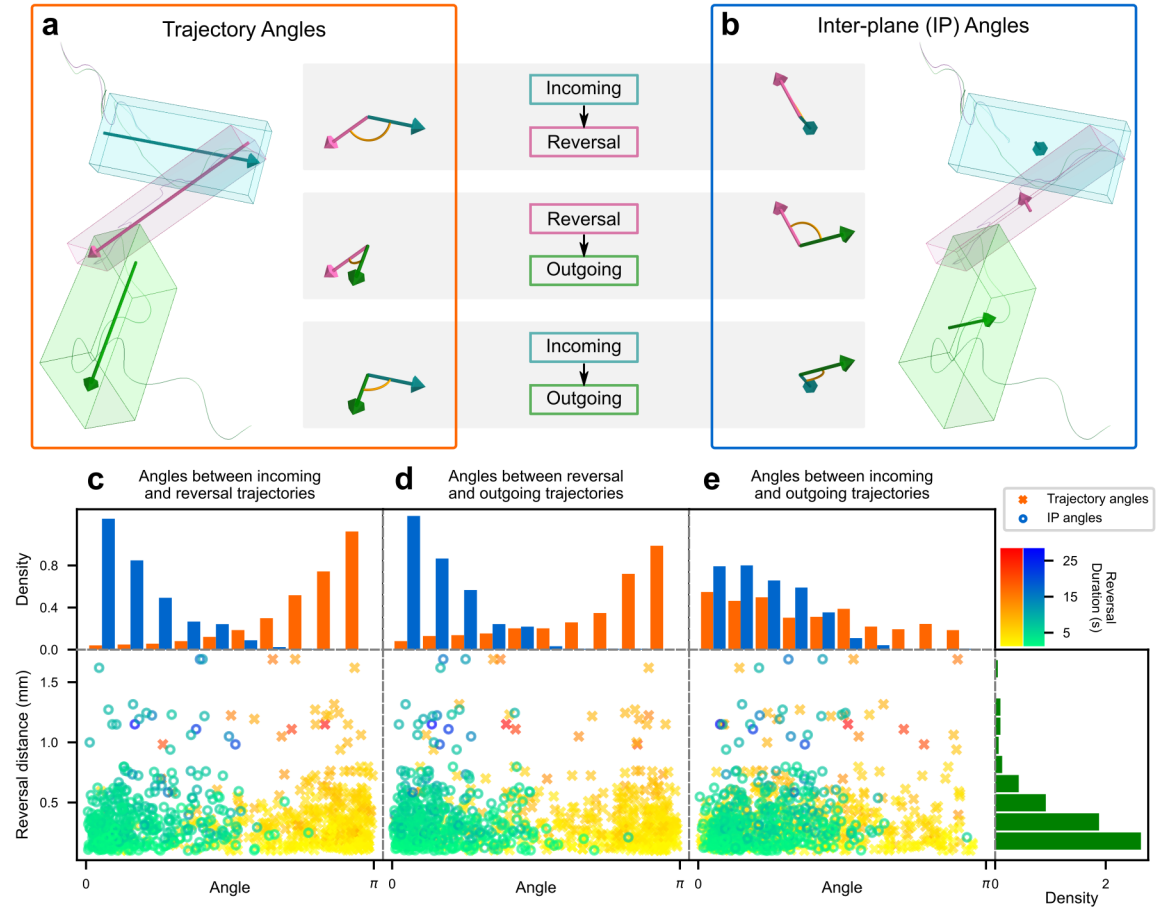 a
Trajectory Angles
b
Inter-plane (IP) Angles
Incoming
Reversal
Reversal
Outgoing
Incoming
Outgoing
c
Angles between incoming
and reversal trajectories
d
Angles between reversal
and outgoing trajectories
e
Angles between incoming
and outgoing trajectories
Trajectory angles
IP angles
Density
0.8
0.4
0.0
25
15
5
Reversal
Duration (s)
Reversal distance (mm)
1.5
1.0
0.5
0
Angle
π
0
Angle
π
0
Angle
π
0
2
Density